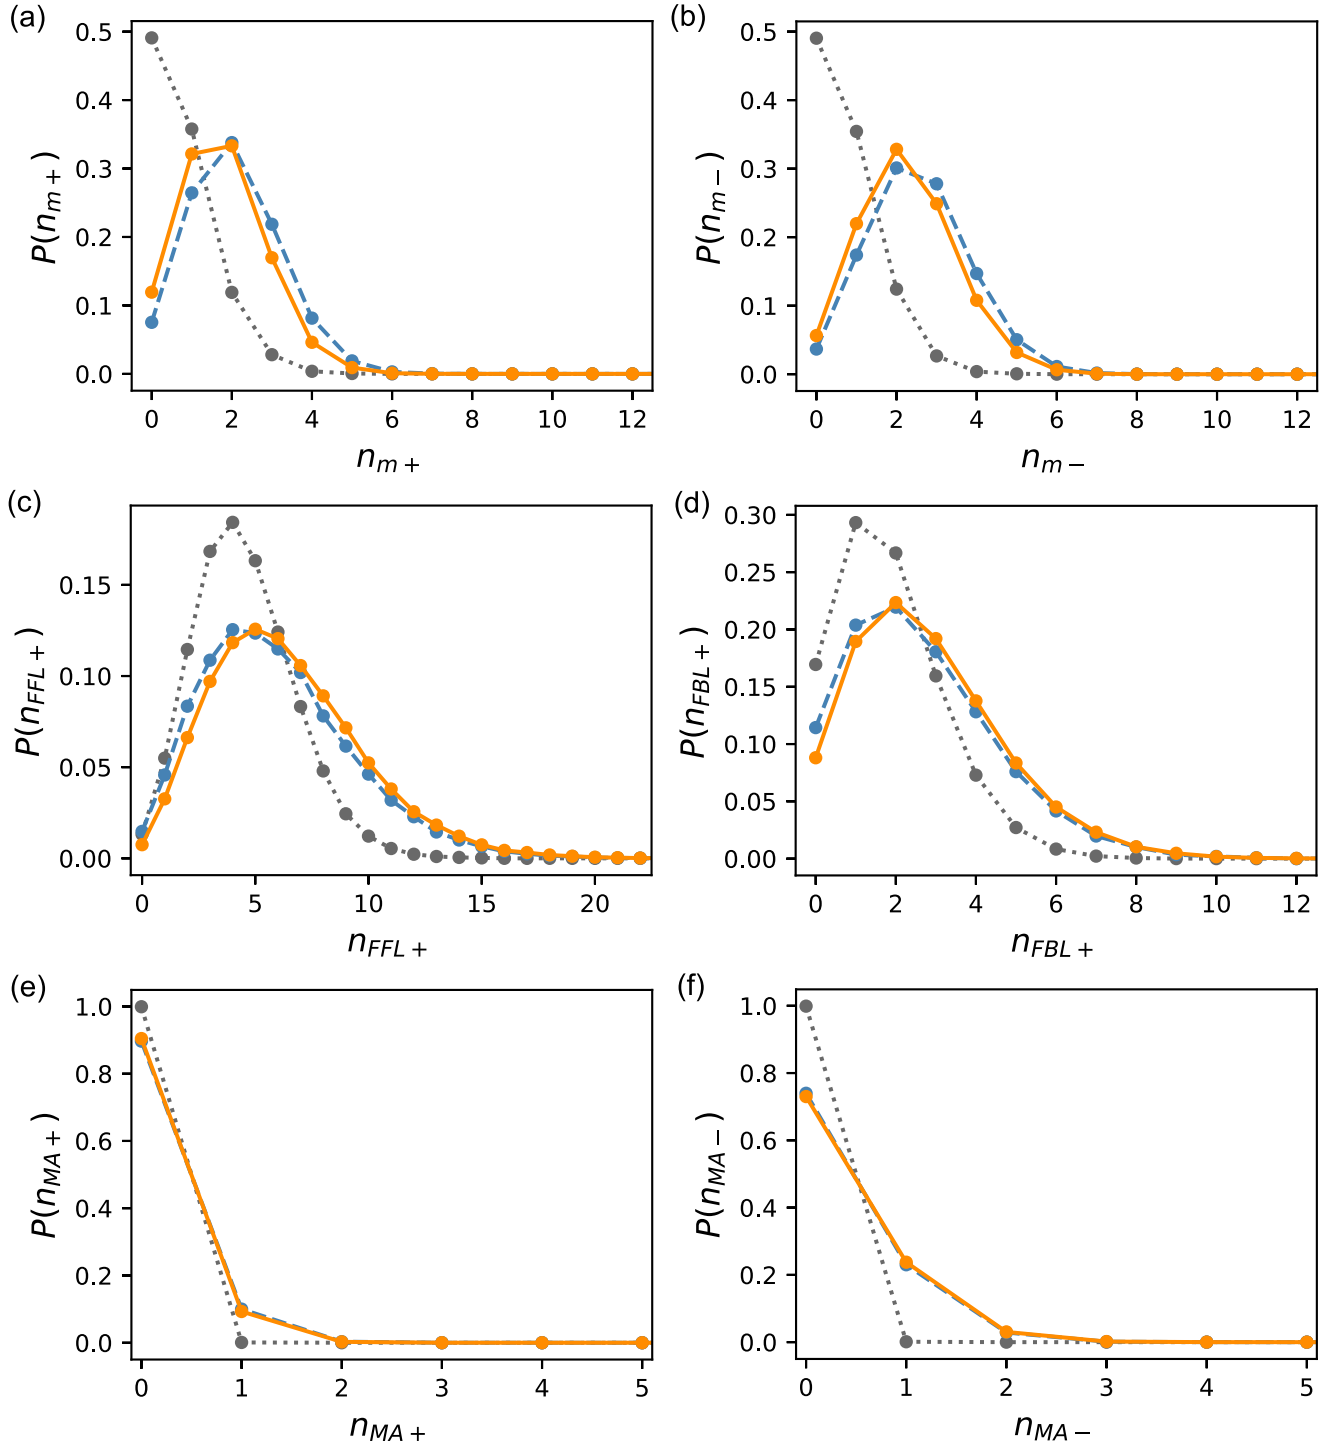 (a)
0.5
0.4
0.3
0.2
0.1
0.0
P(n_{m+})
0 2 4 6 8 10 12
n_{m+}
(b)
0.5
0.4
0.3
0.2
0.1
0.0
P(n_{m−})
0 2 4 6 8 10 12
n_{m−}
(c)
0.15
0.10
0.05
0.00
P(n_{FFL+})
0 5 10 15 20
n_{FFL+}
(d)
0.30
0.25
0.20
0.15
0.10
0.05
0.00
P(n_{FBL+})
0 2 4 6 8 10 12
n_{FBL+}
(e)
1.0
0.8
0.6
0.4
0.2
0.0
P(n_{MA+})
0 1 2 3 4 5
n_{MA+}
(f)
1.0
0.8
0.6
0.4
0.2
0.0
P(n_{MA−})
0 1 2 3 4 5
n_{MA−}